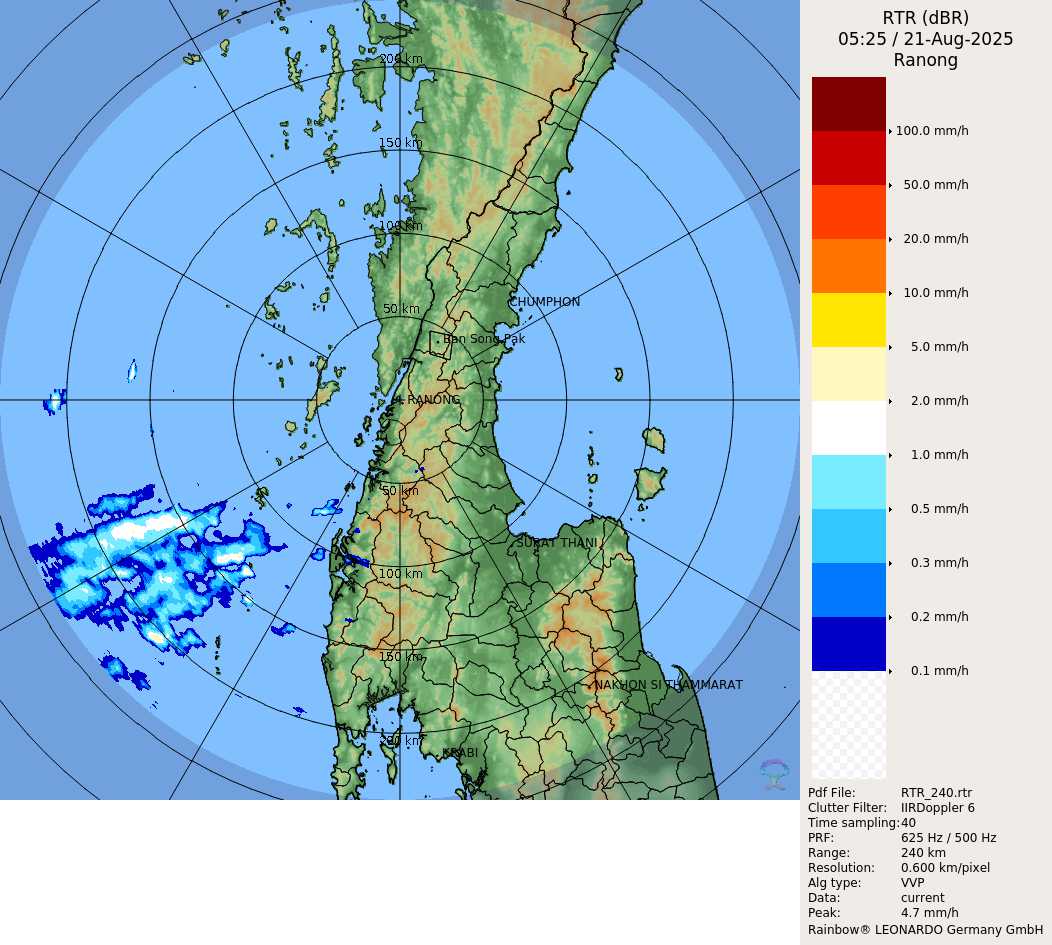 RTR (dBR)
05:25 / 21-Aug-2025
Ranong
200 km
150 km
100 km
50 km
CHUMPHON
Ban Song Pak
RANONG
50 km
SURAT THANI
100 km
150 km
NAKHON SI THAMMARAT
200 km
KRABI
100.0 mm/h
50.0 mm/h
20.0 mm/h
10.0 mm/h
5.0 mm/h
2.0 mm/h
1.0 mm/h
0.5 mm/h
0.3 mm/h
0.2 mm/h
0.1 mm/h
Pdf File: RTR_240.rtr
Clutter Filter: IIRDoppler 6
Time sampling: 40
PRF: 625 Hz / 500 Hz
Range: 240 km
Resolution: 0.600 km/pixel
Alg type: VVP
Data: current
Peak: 4.7 mm/h
Rainbow® LEONARDO Germany GmbH